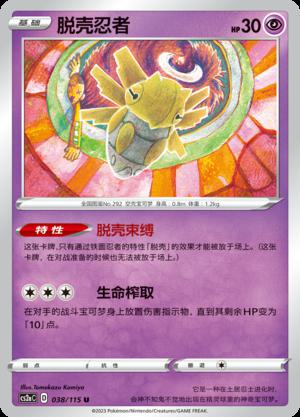 基础
脱壳忍者
HP30
全国图鉴No.292 空壳宝可梦 身高：0.8m 体重：1.2kg
特性 脱壳束缚
这张卡牌，只有通过铁面忍者的特性「脱壳」的效果才能被放于场上。（这张
卡牌，在对战准备的时候也无法被放于场上。）
生命榨取
在对手的战斗宝可梦身上放置伤害指示物，直到其剩余HP变为
「10」点。
弱点
抵抗力
撤退
Illus.Tomokazu Komiya
CS3aC D 038/115 U
它是一种在土居忍士进化时，
会神不知鬼不觉地出现在精灵球里的奇异宝可梦。
©2023 Pokémon/Nintendo/Creatures/GAME FREAK.